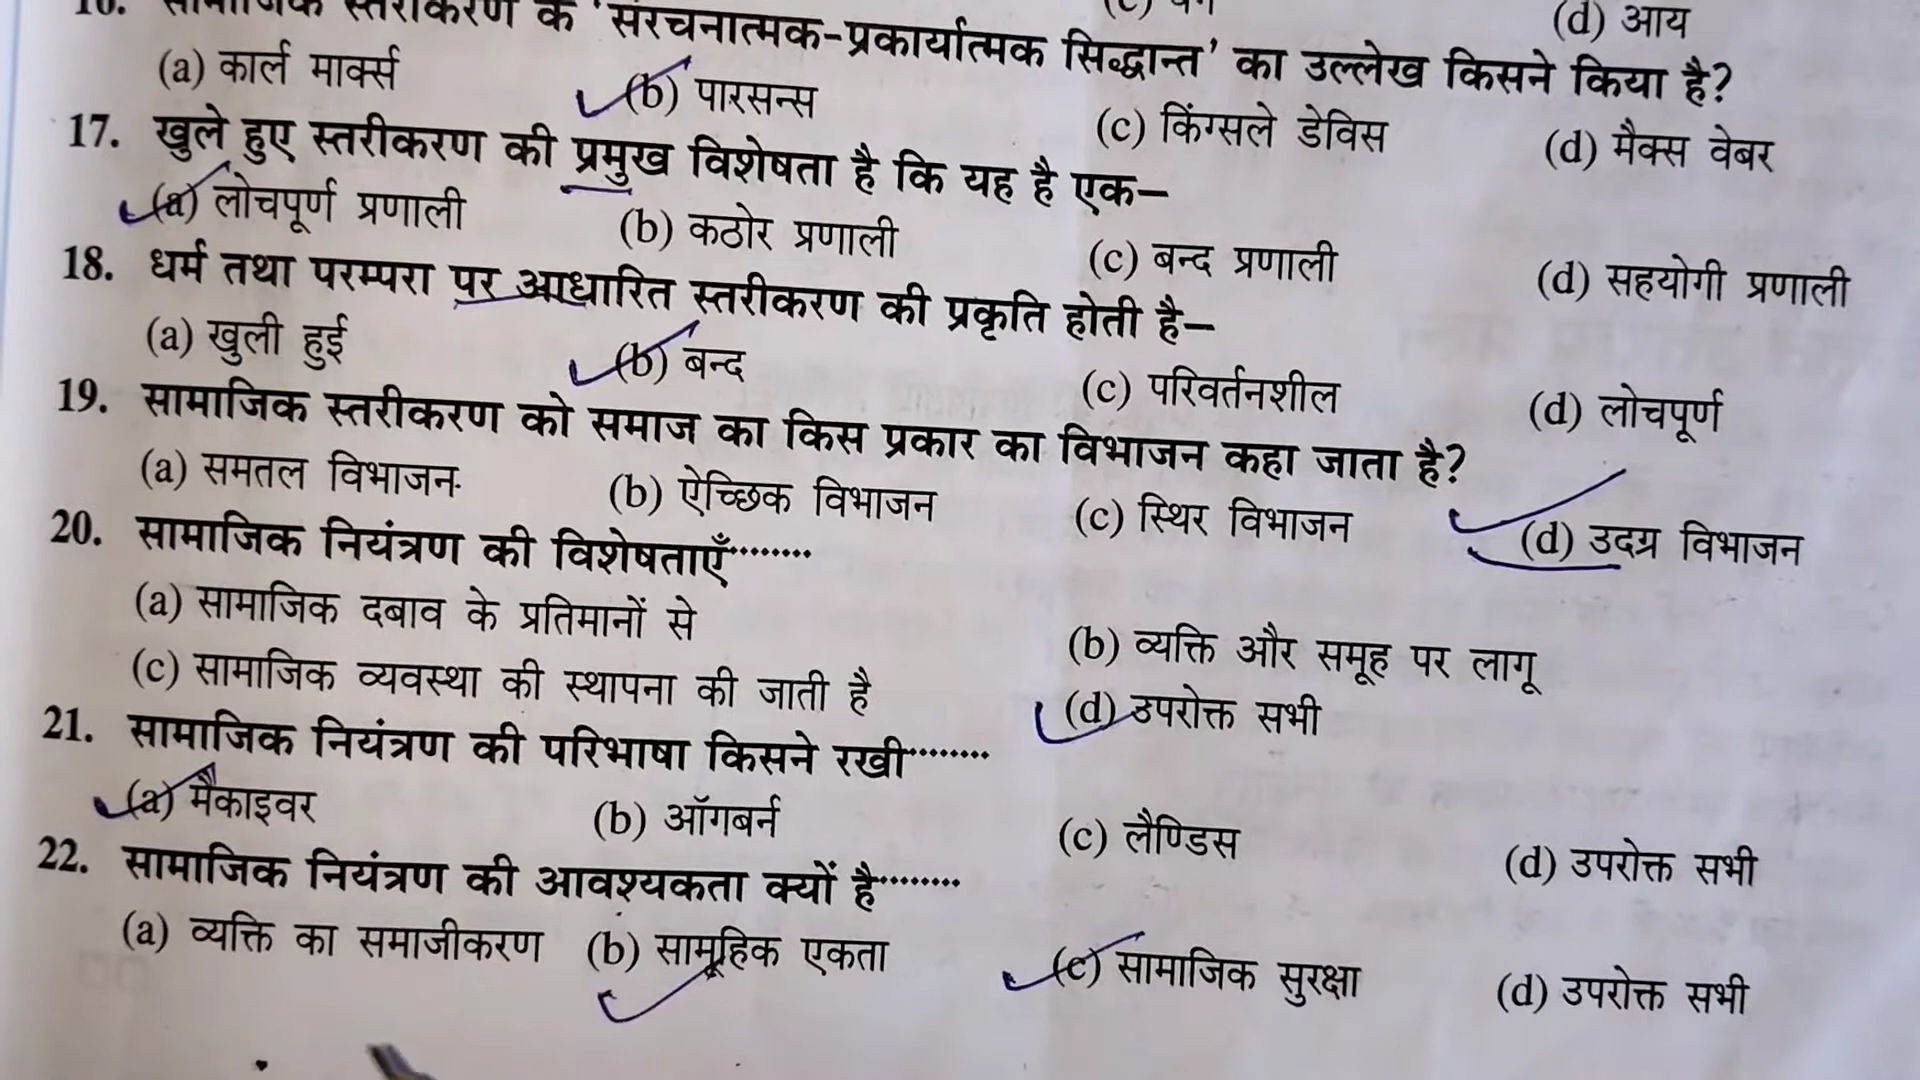 (d) आय
16. सामाजिक स्तरीकरण के 'संरचनात्मक-प्रकार्यात्मक सिद्धान्त' का उल्लेख किसने किया है?
(a) कार्ल मार्क्स (b) पारसन्स (c) किंग्सले डेविस (d) मैक्स वेबर
17. खुले हुए स्तरीकरण की प्रमुख विशेषता है कि यह है एक–
(a) लोचपूर्ण प्रणाली (b) कठोर प्रणाली (c) बन्द प्रणाली (d) सहयोगी प्रणाली
18. धर्म तथा परम्परा पर आधारित स्तरीकरण की प्रकृति होती है–
(a) खुली हुई (b) बन्द (c) परिवर्तनशील (d) लोचपूर्ण
19. सामाजिक स्तरीकरण को समाज का किस प्रकार का विभाजन कहा जाता है?
(a) समतल विभाजन (b) ऐच्छिक विभाजन (c) स्थिर विभाजन (d) उदग्र विभाजन
20. सामाजिक नियंत्रण की विशेषताएँ.........
(a) सामाजिक दबाव के प्रतिमानों से (b) व्यक्ति और समूह पर लागू
(c) सामाजिक व्यवस्था की स्थापना की जाती है (d) उपरोक्त सभी
21. सामाजिक नियंत्रण की परिभाषा किसने रखी.........
(a) मैकाइवर (b) ऑगबर्न (c) लैण्डिस (d) उपरोक्त सभी
22. सामाजिक नियंत्रण की आवश्यकता क्यों है.........
(a) व्यक्ति का समाजीकरण (b) सामूहिक एकता (c) सामाजिक सुरक्षा (d) उपरोक्त सभी